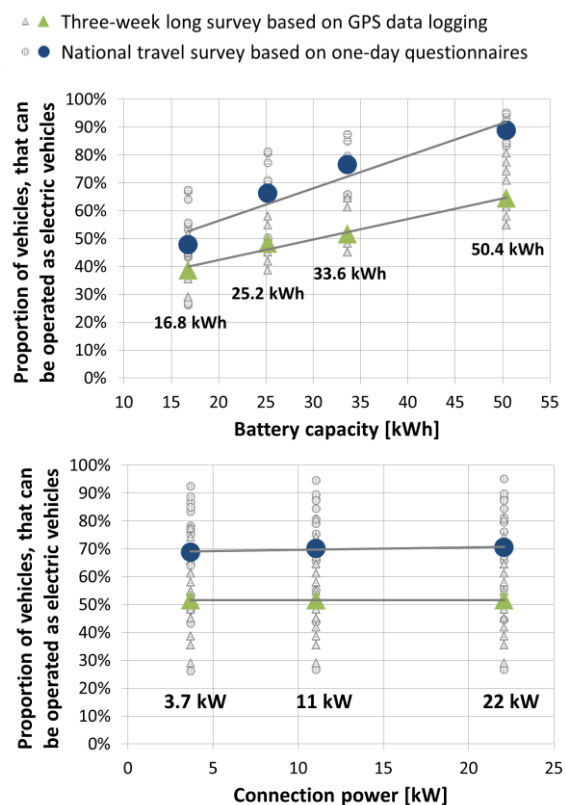 Three-week long survey based on GPS data logging
National travel survey based on one-day questionnaires
Proportion of vehicles, that can
be operated as electric vehicles
100%
90%
80%
70%
60%
50%
40%
30%
20%
10%
0%
16.8 kWh
25.2 kWh
33.6 kWh
50.4 kWh
10 15 20 25 30 35 40 45 50 55
Battery capacity [kWh]
Proportion of vehicles, that can
be operated as electric vehicles
100%
90%
80%
70%
60%
50%
40%
30%
20%
10%
0%
3.7 kW 11 kW 22 kW
0 5 10 15 20 25
Connection power [kW]